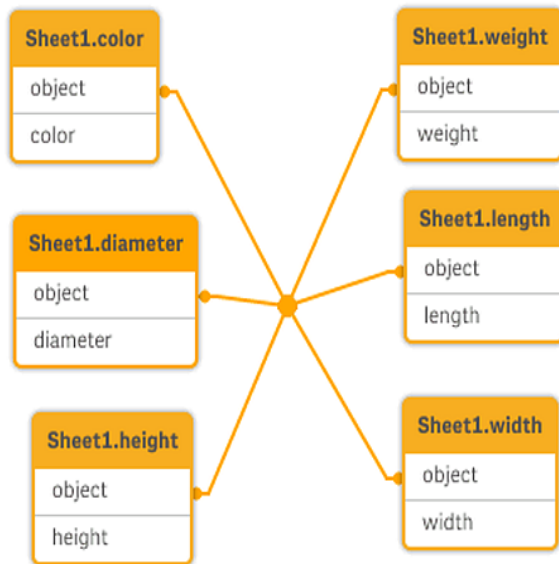 Sheet1.color
object
color
Sheet1.diameter
object
diameter
Sheet1.height
object
height
Sheet1.weight
object
weight
Sheet1.length
object
length
Sheet1.width
object
width